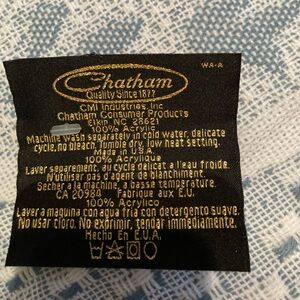 WA-A
Chatham
Quality Since 1877
CMI Industries, Inc
Chatham Consumer Products
Elkin NC 28621
100% Acrylic
Machine wash separately in cold water, delicate
cycle, no bleach. Tumble dry, low heat setting.
Made in U.S.A.
100% Acrylique
Laver separement, au cycle delicat a l'eau froide.
N'utiliser pas d'agent de blanchiment.
Secher a la machine, a basse temperature.
CA 20984 Fabrique aux E.U.
100% Acrylico
Lavar a maquina con agua fria con detergento suave.
No usar cloro. No exprimir, tendar immediamente.
Hecho En E.U.A.